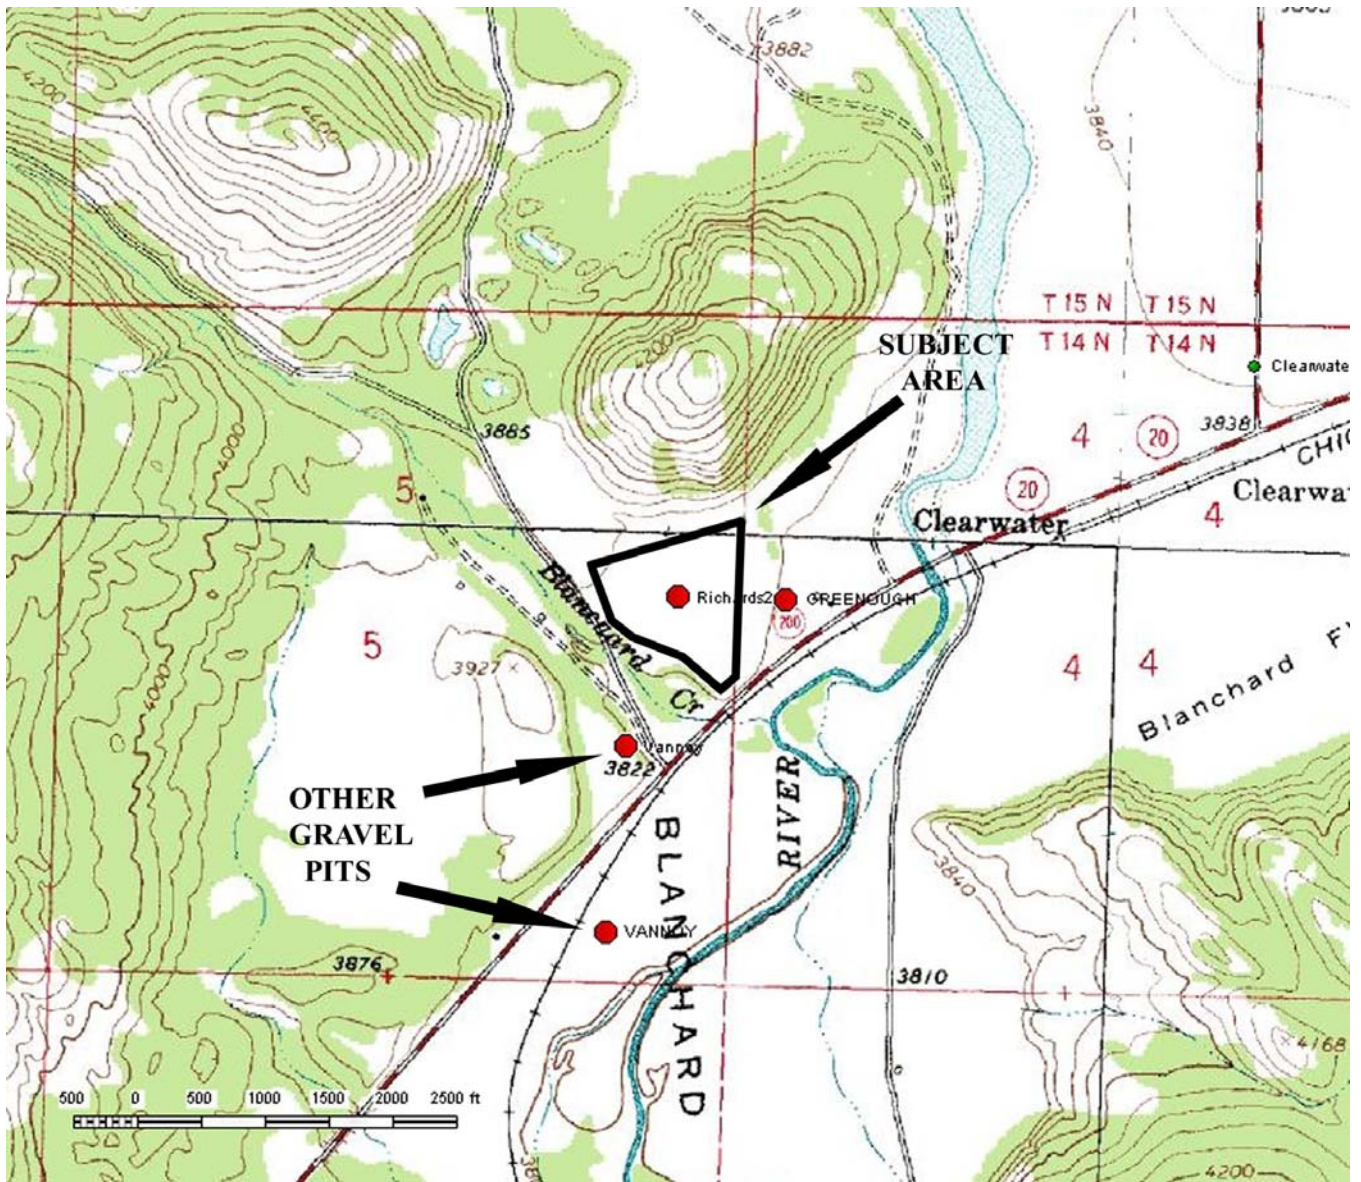 3882
4200
4400
3840
T 15 N T 15 N
T 14 N T 14 N
SUBJECT
AREA
Clearwate
3838
4 20
CHIC
3885
20
Clearwat
5
4
Clearwater
4000
Blanchard
Richards2
GREENOUGH
200
5
4 4
Blanchard F
3927
Cr
4000
Vannoy
3822
RIVER
OTHER
GRAVEL
PITS
BLANCHARD
3840
VANNOY
3876
3810
4168
500 0 500 1000 1500 2000 2500 ft
4200